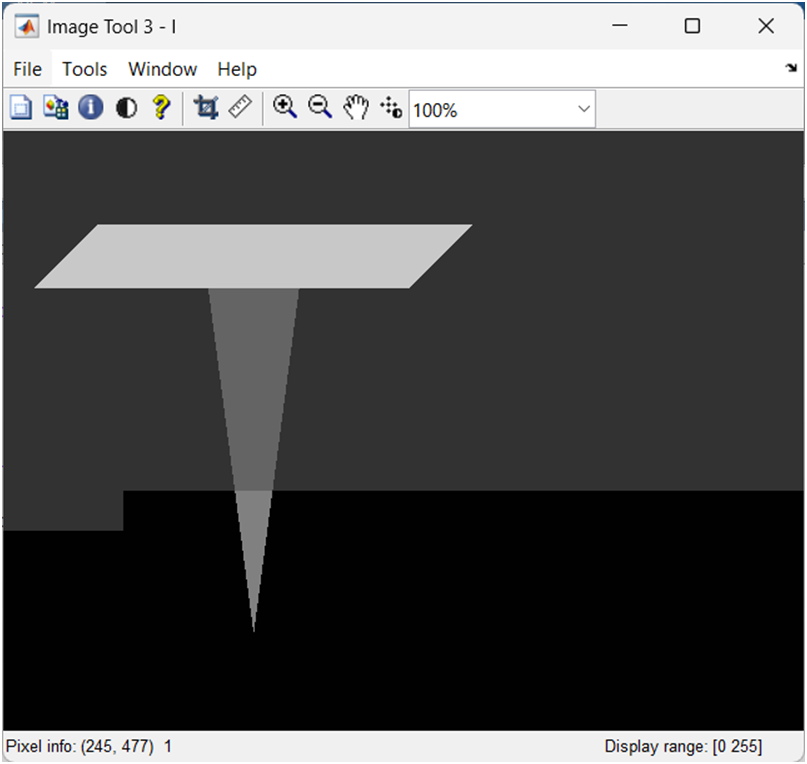 Image Tool 3 - I
File Tools Window Help
100%
Pixel info: (245, 477) 1 Display range: [0 255]